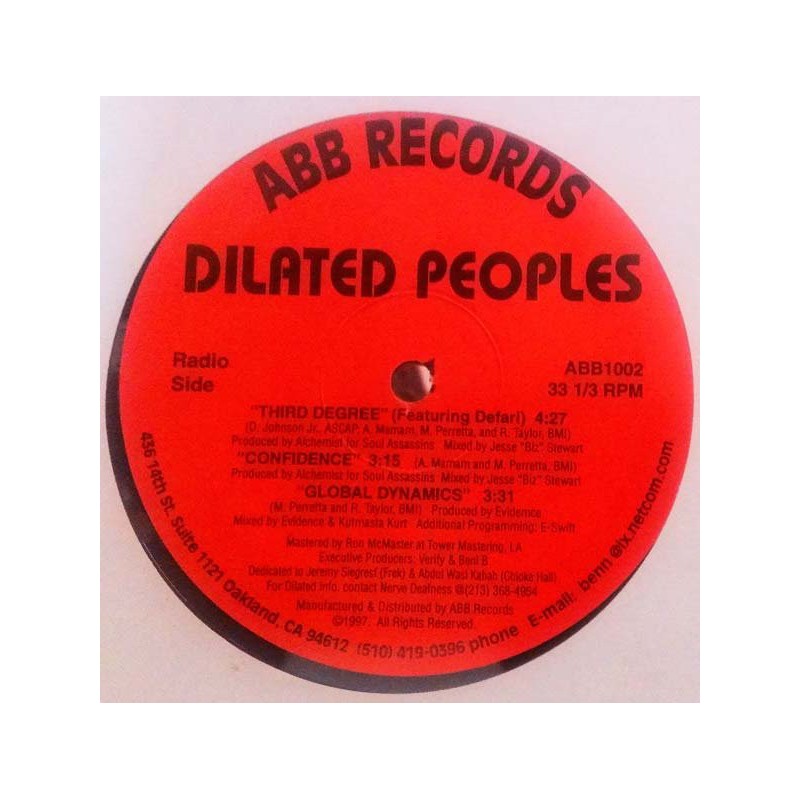 ABB RECORDS
DILATED PEOPLES
Radio
Side
ABB1002
33 1/3 RPM
"THIRD DEGREE" (Featuring Defari) 4:27
(D. Johnson Jr., ASCAP; A. Mamam, M. Perretta, and R. Taylor, BMI)
Produced by Alchemist for Soul Assassins Mixed by Jesse "Biz" Stewart
"CONFIDENCE" 3:15 (A. Mamam and M. Perretta, BMI)
Produced by Alchemist for Soul Assassins Mixed by Jesse "Biz" Stewart
"GLOBAL DYNAMICS" 3:31
(M. Perretta and R. Taylor, BMI) Produced by Evidence
Mixed by Evidence & Kutmasta Kurt Additional Programming: E-Swift
Mastered by Ron McMaster at Tower Mastering, LA
Executive Producers: Verify & Beni B
Dedicated to Jeremy Siegrest (Frek) & Abdul Wasi Kahab (Chloke Hall)
For Dilated Info. contact Nerve Deafness @(213) 368-4964
Manufactured & Distributed by ABB Records
©1997. All Rights Reserved.
436 14th St. Suite 1121 Oakland, CA 94612 (510) 419-0396 phone E-mail: benn@ix.netcom.com